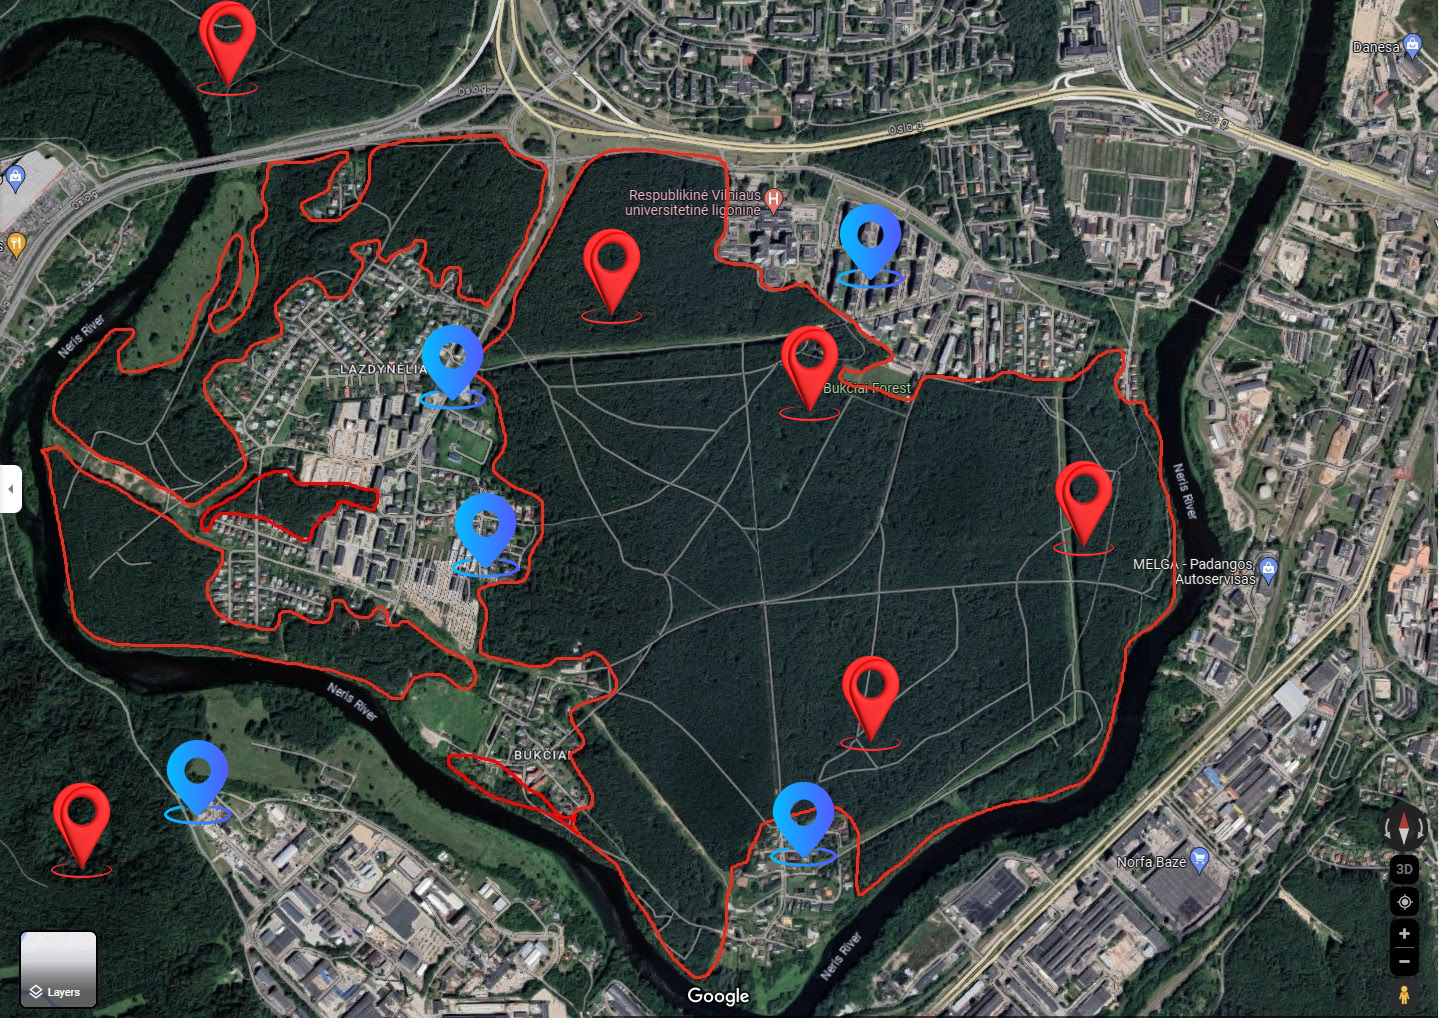 Danesa
Oslo g
Oslo g
Oslo g
Oslo g
Respublikinė Vilniaus
universitetinė ligoninė
H
s
Neris River
LAZDYNĖLIAI
Bukčiai Forest
Neris River
MELGA - Padangos,
Autoservisas
Neris River
BUKČIAI
Norfa Bazė
3D
Neris River
Layers
Google